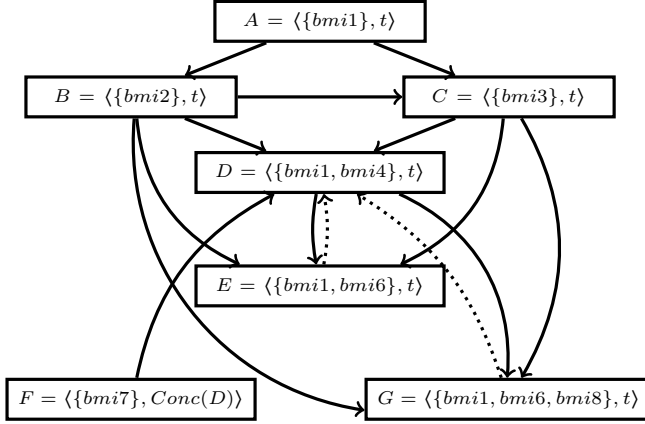 A = ⟨{bmi1}, t⟩
B = ⟨{bmi2}, t⟩
C = ⟨{bmi3}, t⟩
D = ⟨{bmi1, bmi4}, t⟩
E = ⟨{bmi1, bmi6}, t⟩
F = ⟨{bmi7}, Conc(D)⟩
G = ⟨{bmi1, bmi6, bmi8}, t⟩